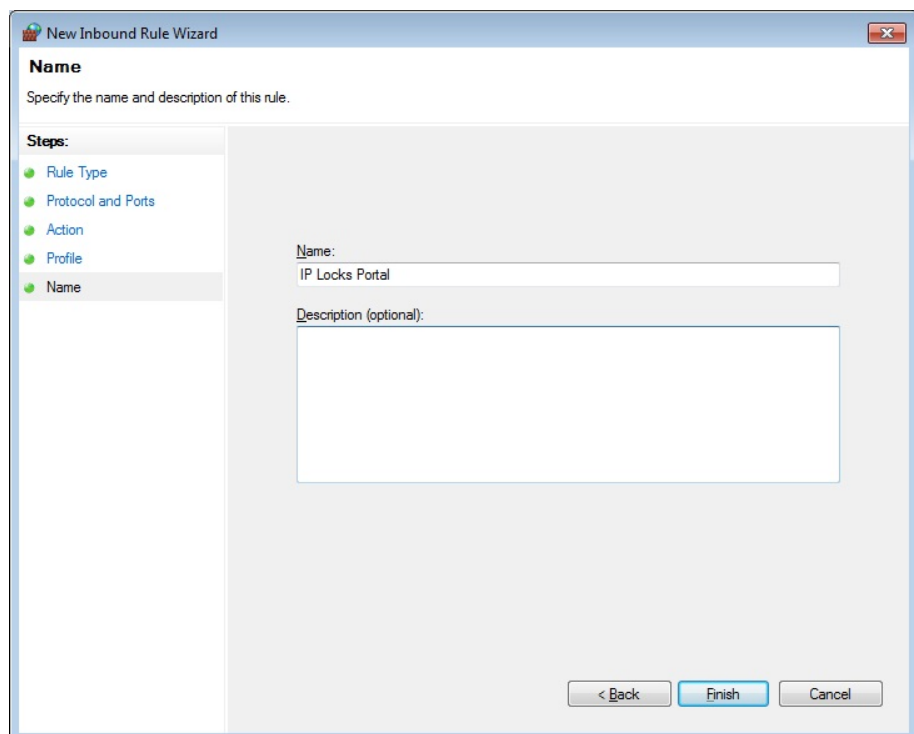 New Inbound Rule Wizard
Name
Specify the name and description of this rule.
Steps:
Rule Type
Protocol and Ports
Action
Profile
Name
Name:
IP Locks Portal
Description (optional):
< Back
Finish
Cancel